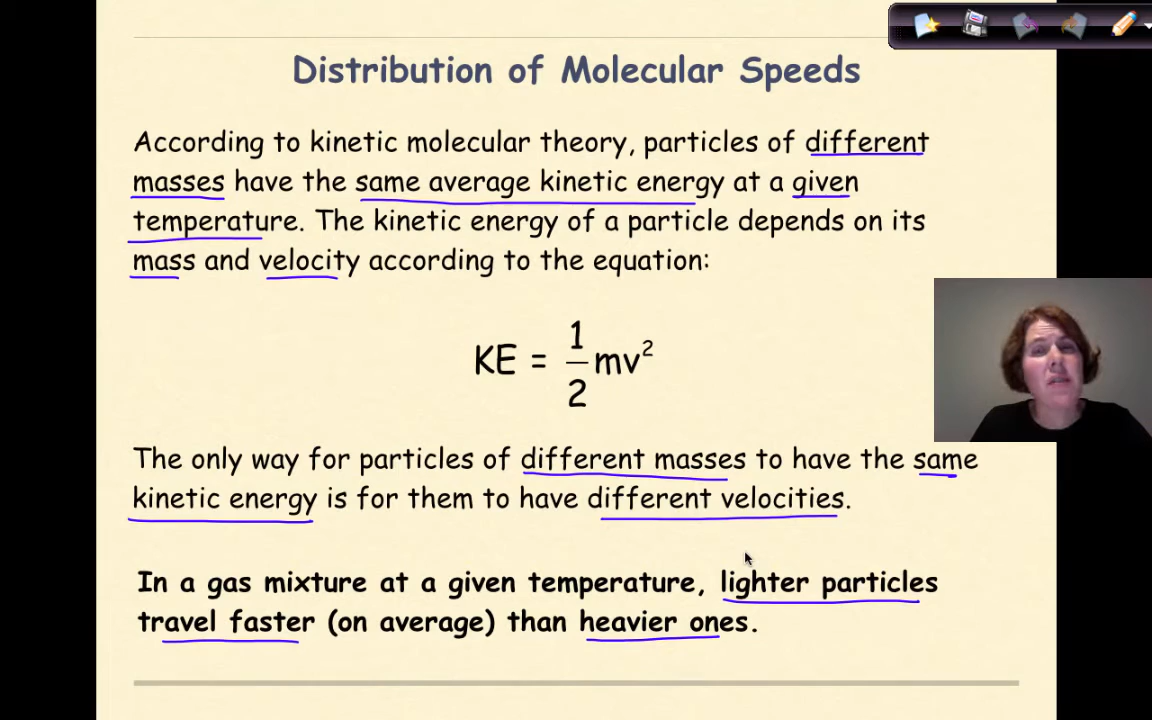 Distribution of Molecular Speeds
According to kinetic molecular theory, particles of different
masses have the same average kinetic energy at a given
temperature. The kinetic energy of a particle depends on its
mass and velocity according to the equation:
KE = 1/2 mv²
The only way for particles of different masses to have the same
kinetic energy is for them to have different velocities.
In a gas mixture at a given temperature, lighter particles
travel faster (on average) than heavier ones.